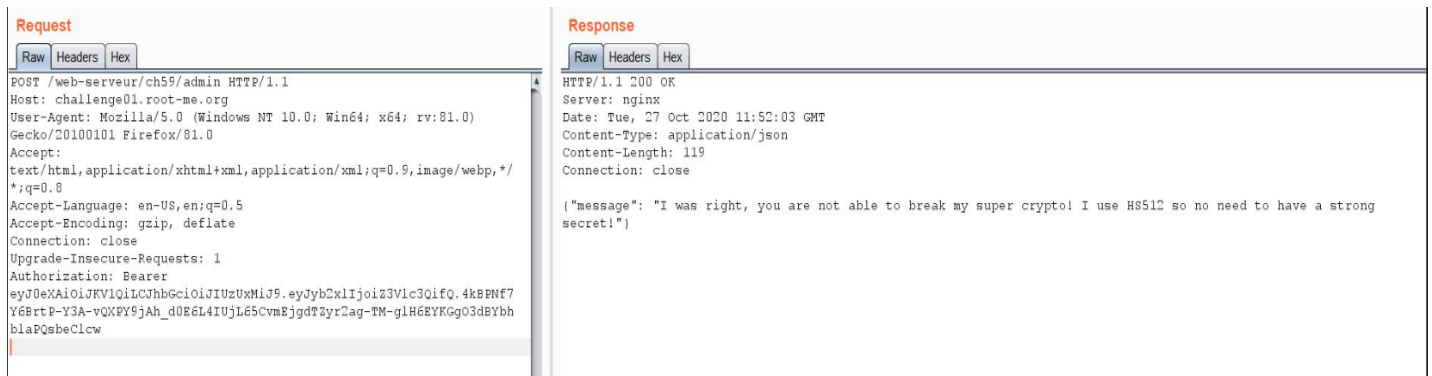 Request
Raw Headers Hex
POST /web-serveur/ch59/admin HTTP/1.1
Host: challenge01.root-me.org
User-Agent: Mozilla/5.0 (Windows NT 10.0; Win64; x64; rv:81.0)
Gecko/20100101 Firefox/81.0
Accept:
text/html,application/xhtml+xml,application/xml;q=0.9,image/webp,*/
*;q=0.8
Accept-Language: en-US,en;q=0.5
Accept-Encoding: gzip, deflate
Connection: close
Upgrade-Insecure-Requests: 1
Authorization: Bearer
eyJ0eXAiOiJKV1QiLCJhbGciOiJIUzUxMiJ9.eyJyb2xlIjoiZ3Vlc3QifQ.4kBPNf7
Y6BrtP-Y3A-vQXPY9jAh_d0E6L4IUjL65CvmEjgdTZyr2ag-TM-glH6EYKGgO3dBYbh
blaPQsbeClcw
Response
Raw Headers Hex
HTTP/1.1 200 OK
Server: nginx
Date: Tue, 27 Oct 2020 11:52:03 GMT
Content-Type: application/json
Content-Length: 119
Connection: close
{"message": "I was right, you are not able to break my super crypto! I use HS512 so no need to have a strong
secret!"}